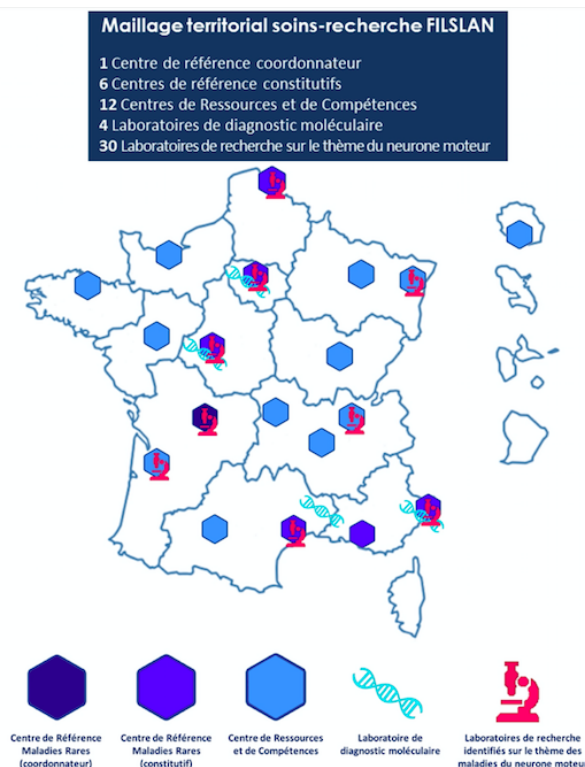 Maillage territorial soins-recherche FILSLAN
1 Centre de référence coordonnateur
6 Centres de référence constitutifs
12 Centres de Ressources et de Compétences
4 Laboratoires de diagnostic moléculaire
30 Laboratoires de recherche sur le thème du neurone moteur
Centre de Référence
Maladies Rares
(coordonnateur)
Centre de Référence
Maladies Rares
(constitutif)
Centre de Ressources
et de Compétences
Laboratoire de
diagnostic moléculaire
Laboratoires de recherche
identifiés sur le thème des
maladies du neurone moteur